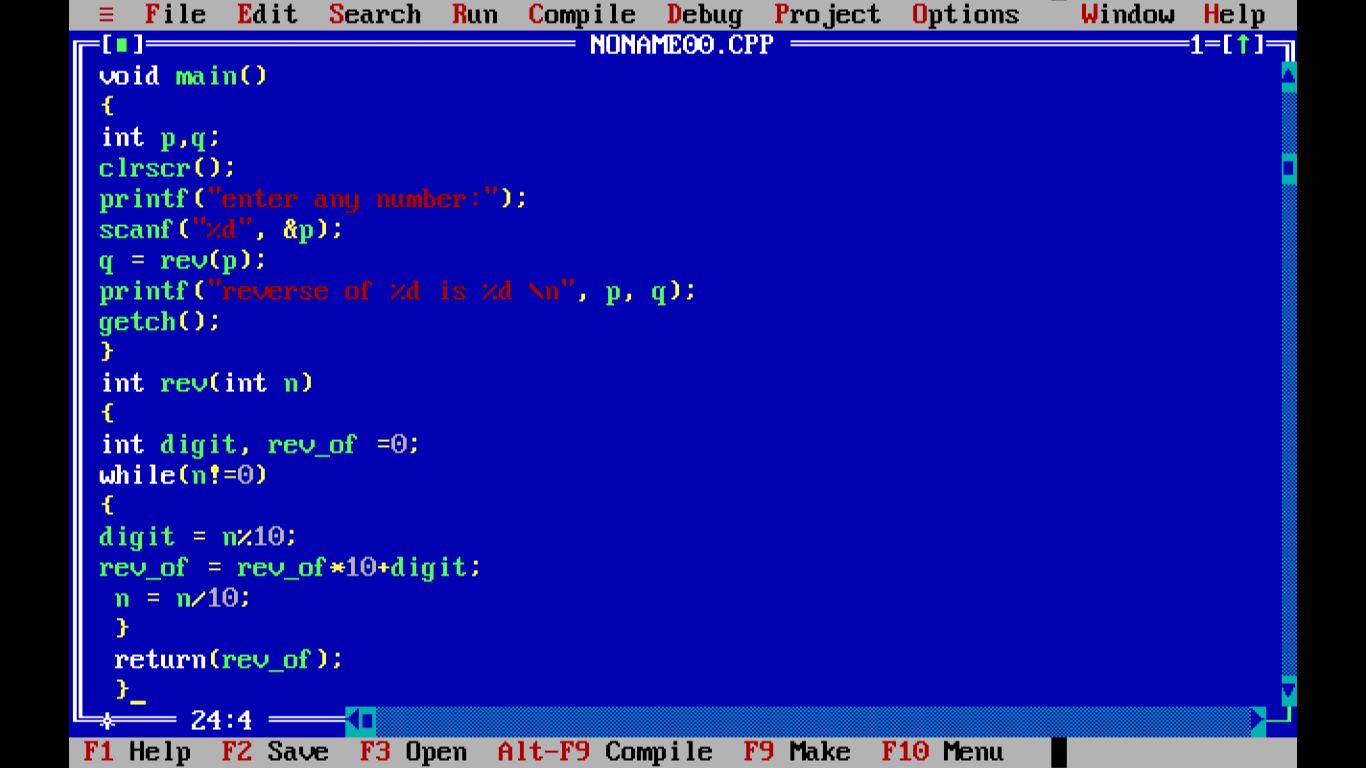 ≡ File Edit Search Run Compile Debug Project Options Window Help
[■] NONAME00.CPP 1=[↑]
void main()
{
int p,q;
clrscr();
printf("enter any number:");
scanf("%d", &p);
q = rev(p);
printf("reverse of %d is %d \n", p, q);
getch();
}
int rev(int n)
{
int digit, rev_of =0;
while(n!=0)
{
digit = n%10;
rev_of = rev_of*10+digit;
n = n/10;
}
return(rev_of);
}_
24:4
F1 Help F2 Save F3 Open Alt-F9 Compile F9 Make F10 Menu